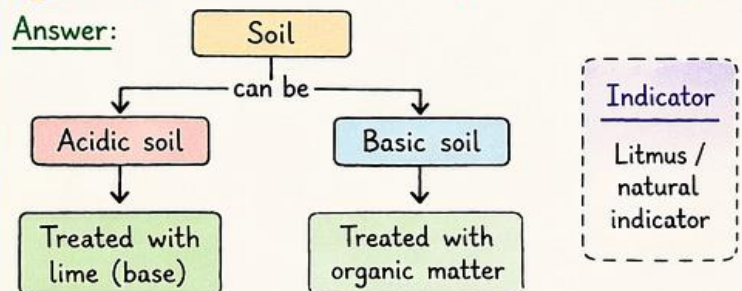 Answer:
Soil
can be
Acidic soil
Basic soil
Treated with
lime (base)
Treated with
organic matter
Indicator
Litmus /
natural
indicator